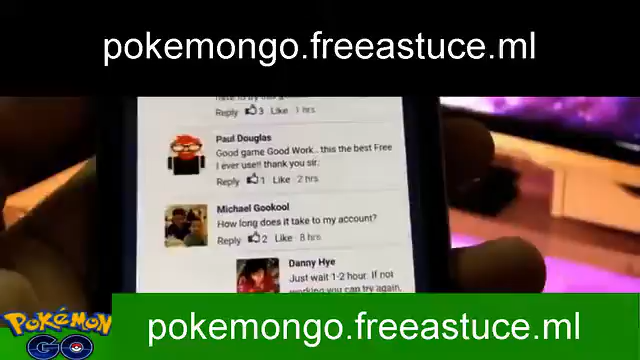 pokemongo.freeastuce.ml
Reply 3 Like 1 hrs
Paul Douglas
Good game Good Work.. this the best Free
I ever use!! thank you sir.
Reply 1 Like 2 hrs
Michael Gookool
How long does it take to my account?
Reply 2 Like 8 hrs
Danny Hye
Just wait 1-2 hour. If not
working you can try again,
POKÉMON
GO
pokemongo.freeastuce.ml